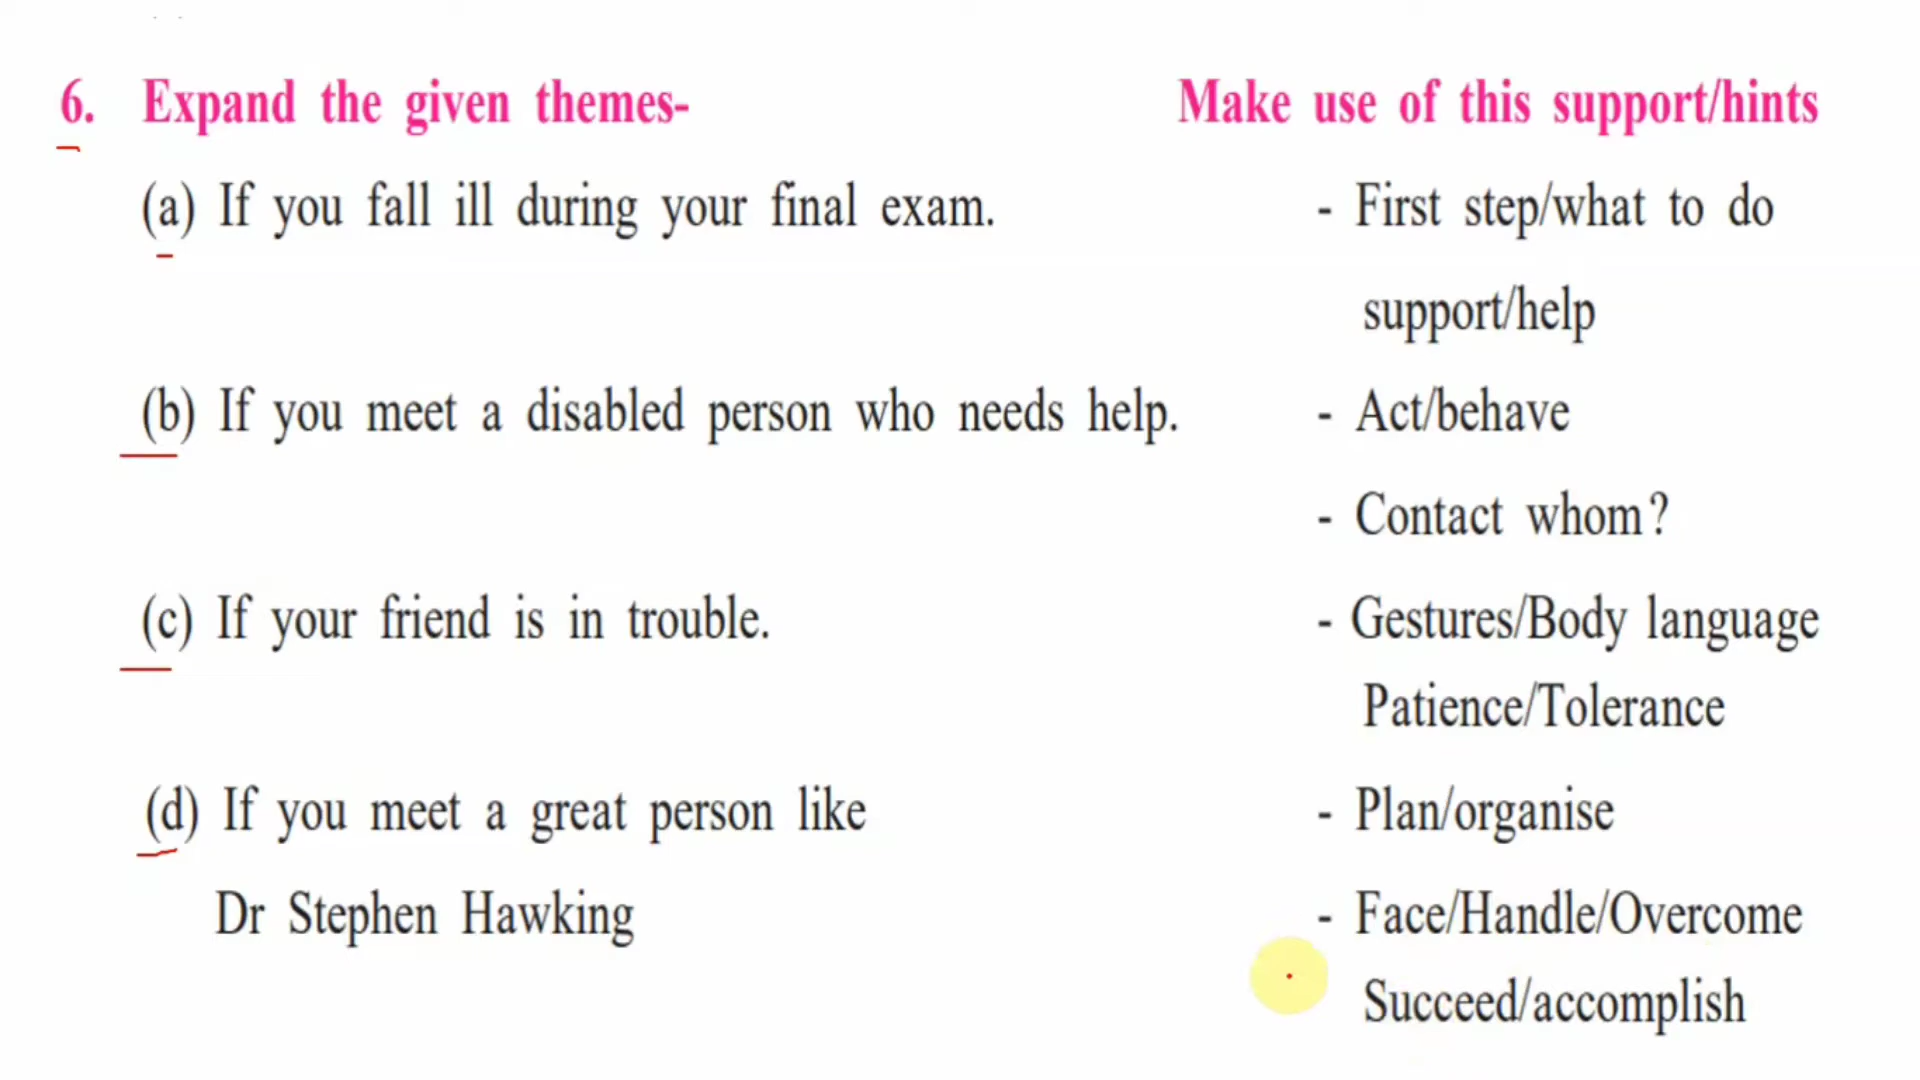 6. Expand the given themes- Make use of this support/hints
(a) If you fall ill during your final exam. - First step/what to do
support/help
(b) If you meet a disabled person who needs help. - Act/behave
- Contact whom?
(c) If your friend is in trouble. - Gestures/Body language
Patience/Tolerance
(d) If you meet a great person like - Plan/organise
Dr Stephen Hawking - Face/Handle/Overcome
Succeed/accomplish